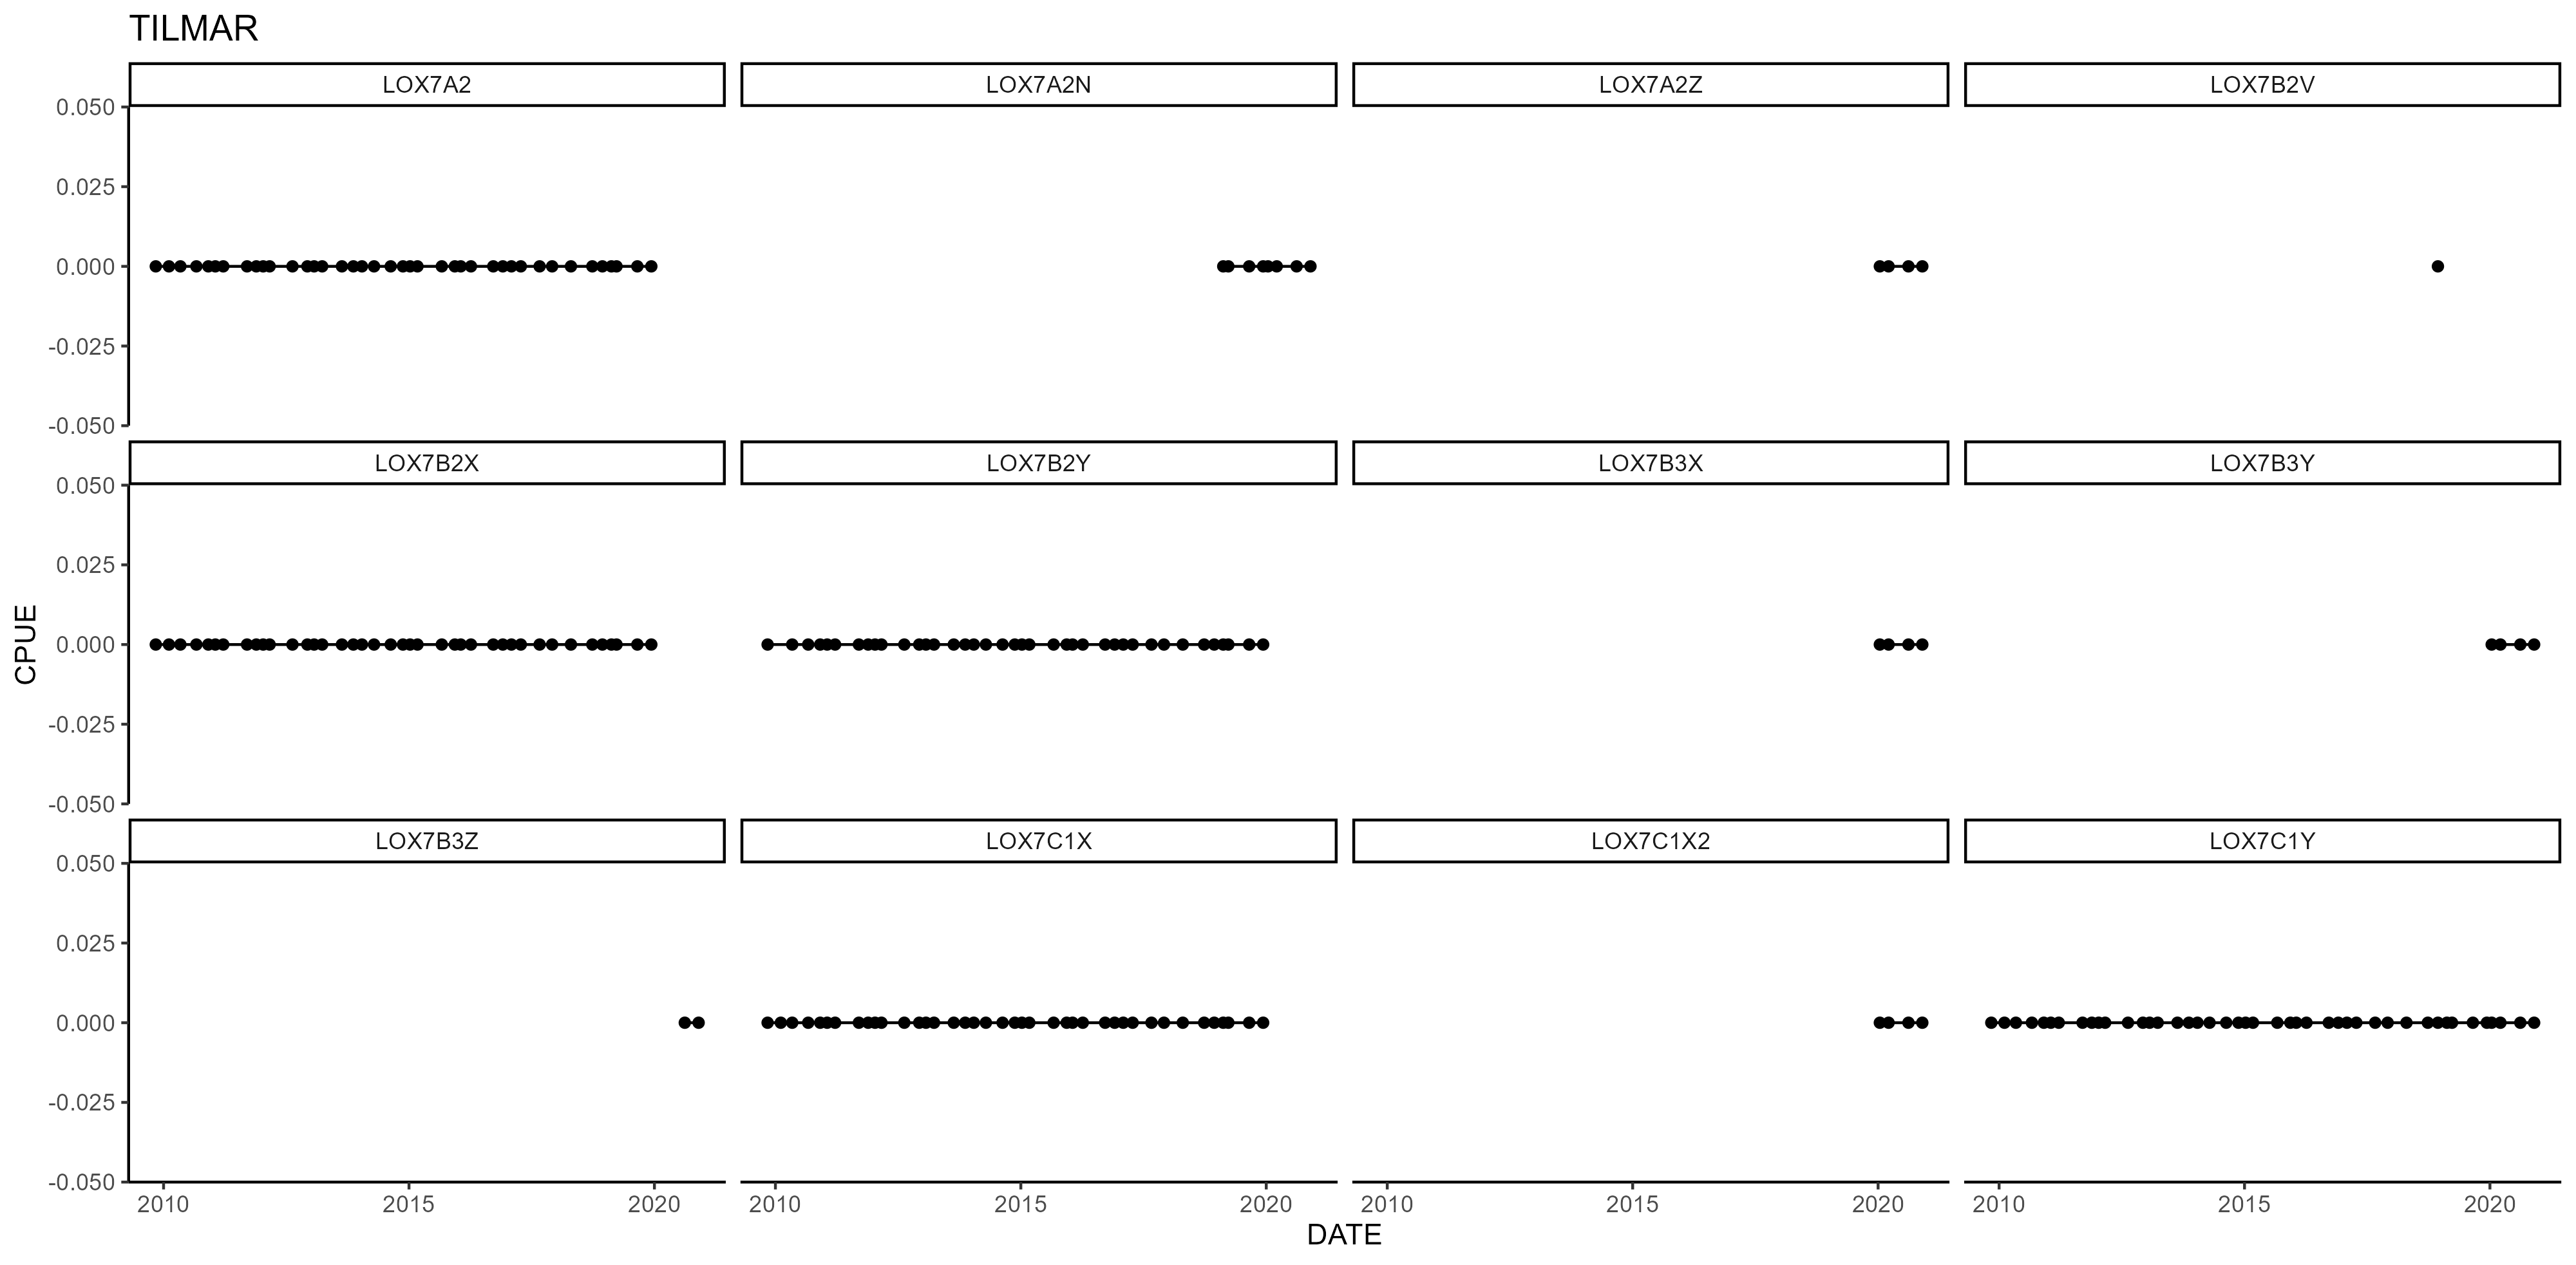 TILMAR
LOX7A2 LOX7A2N LOX7A2Z LOX7B2V
0.050
0.025
0.000
-0.025
-0.050
LOX7B2X LOX7B2Y LOX7B3X LOX7B3Y
0.050
0.025
0.000
-0.025
-0.050
CPUE
LOX7B3Z LOX7C1X LOX7C1X2 LOX7C1Y
0.050
0.025
0.000
-0.025
-0.050
2010 2015 2020 2010 2015 2020 2010 2015 2020 2010 2015 2020
DATE